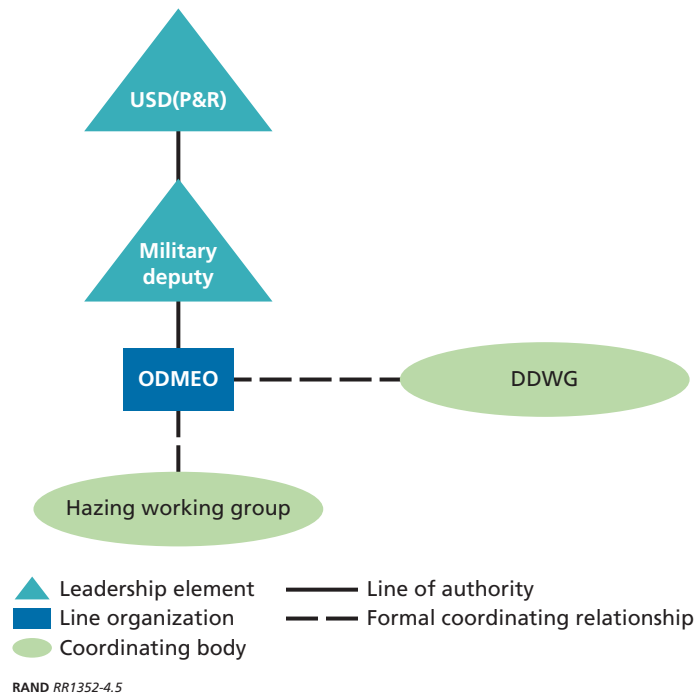 USD(P&R)
Military
deputy
ODMEO
DDWG
Hazing working group
Leadership element
Line of authority
Line organization
Formal coordinating relationship
Coordinating body
RAND RR1352-4.5